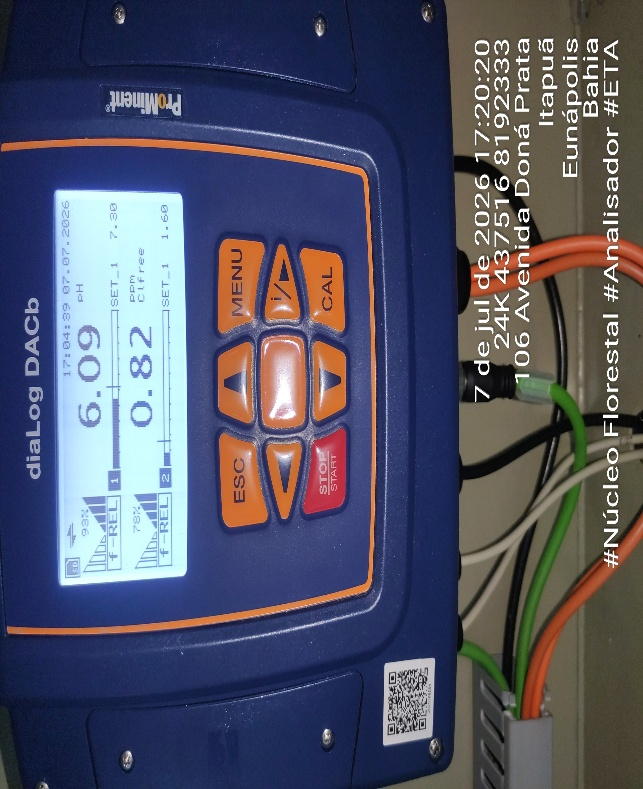 ProMinent®
diaLog DACb
17:04:39 07.07.2026
93%
6.09 pH
f-REL 1 SET_1 7.30
78%
0.82 ppm
Clfree
f-REL 2 SET_1 1.60
ESC
MENU
i/
STOP
START
CAL
7 de jul de 2026 17:20:20
24K 437516 8192333
106 Avenida Doná Prata
Itapuã
Eunápolis
Bahia
#Núcleo Florestal #Analisador #ETA